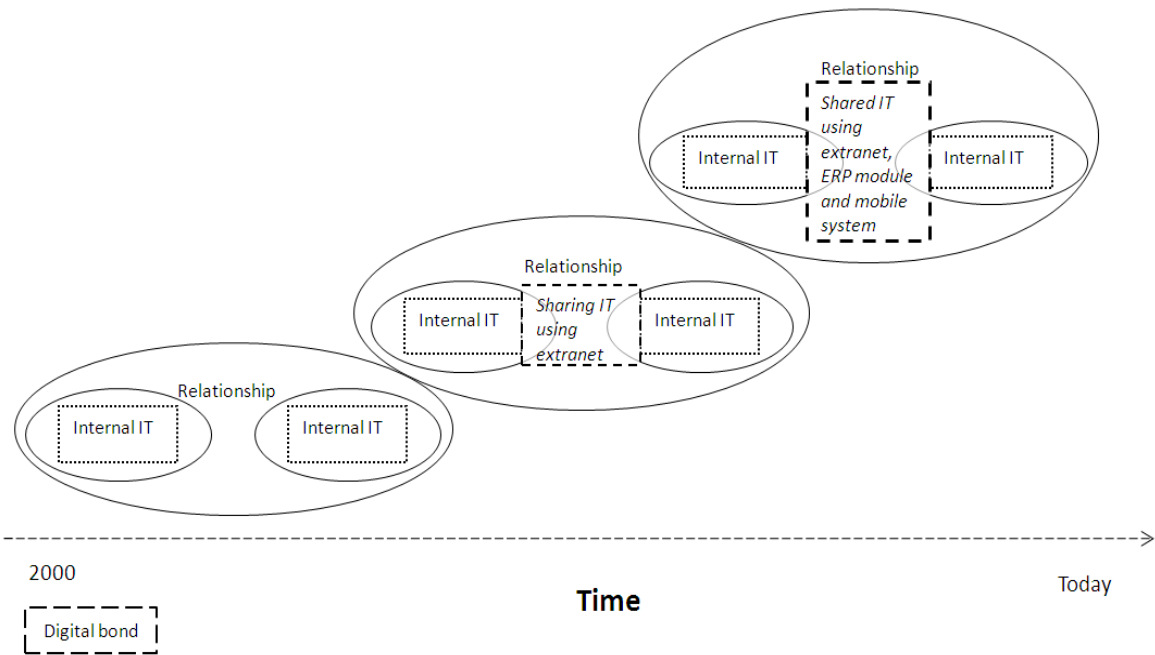 Relationship
Shared IT
using
extranet,
ERP module
and mobile
system
Internal IT
Internal IT
Relationship
Sharing IT
using
extranet
Internal IT
Internal IT
Relationship
Internal IT
Internal IT
2000
Time
Today
Digital bond